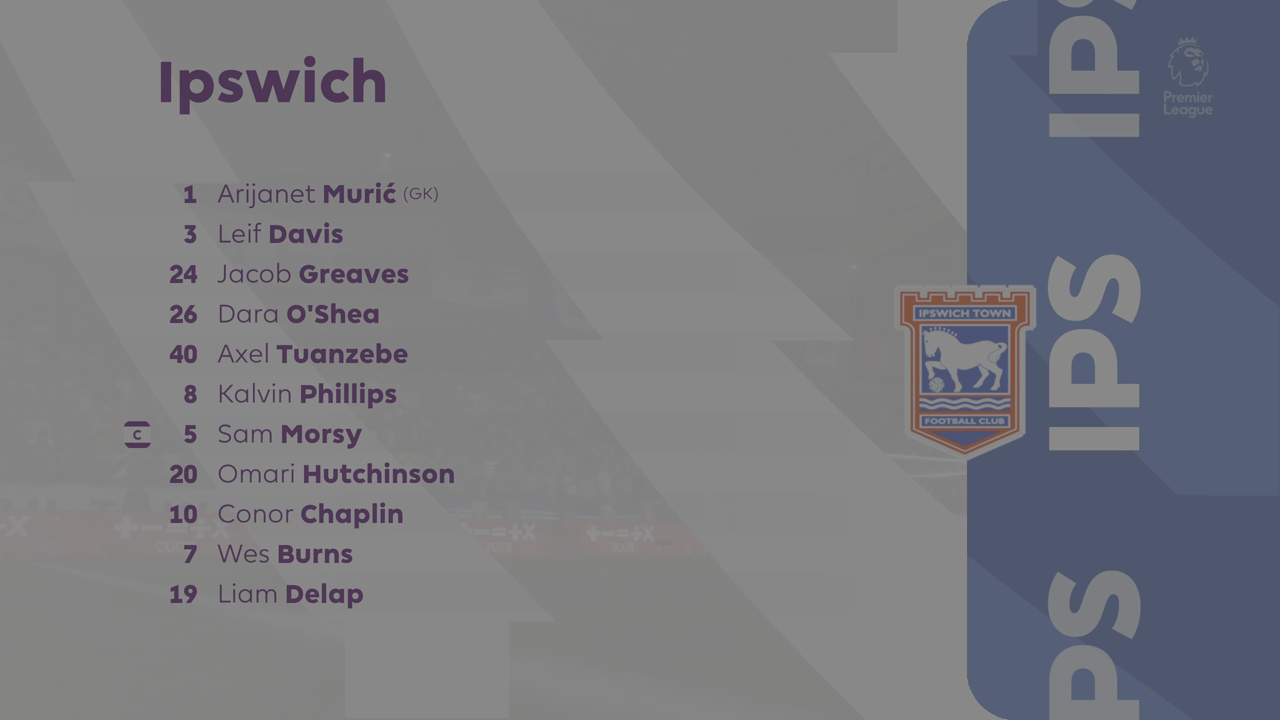 Ipswich
1 Arijanet Murić (GK)
3 Leif Davis
24 Jacob Greaves
26 Dara O'Shea
40 Axel Tuanzebe
8 Kalvin Phillips
C 5 Sam Morsy
20 Omari Hutchinson
10 Conor Chaplin
7 Wes Burns
19 Liam Delap
IPSWICH TOWN
FOOTBALL CLUB
IPS
IPS
IPS
Premier
League